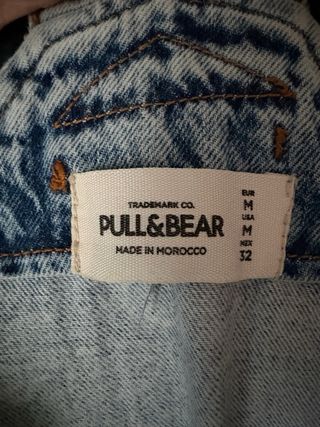 TRADEMARK CO.
PULL&BEAR
MADE IN MOROCCO
EUR
M
USA
M
MEX
32